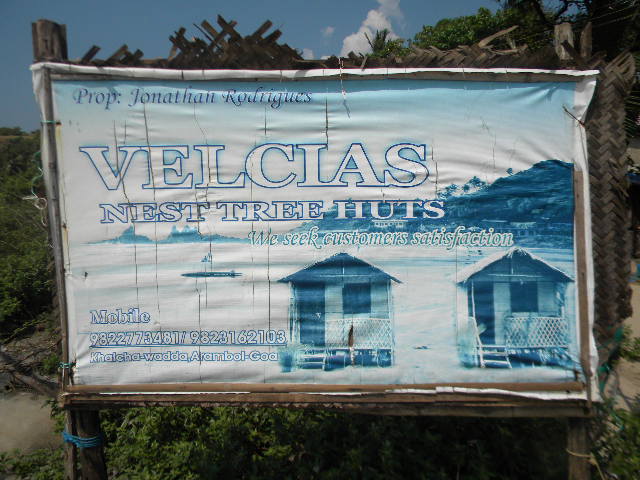 Prop: Jonathan Rodrigues
VELCIAS
NEST TREE HUTS
We seek customers satisfaction
Mobile
9822773481/ 9823162103
Khalcha-wadda,Arambol-Goa